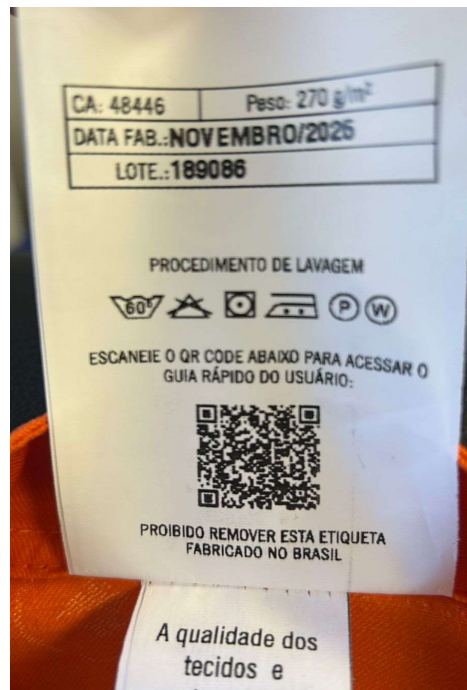 CA: 48446 Peso: 270 g/m²
DATA FAB.:NOVEMBRO/2025
LOTE.:189086
PROCEDIMENTO DE LAVAGEM
60° P W
ESCANEIE O QR CODE ABAIXO PARA ACESSAR O
GUIA RÁPIDO DO USUÁRIO:
PROIBIDO REMOVER ESTA ETIQUETA
FABRICADO NO BRASIL
A qualidade dos
tecidos e